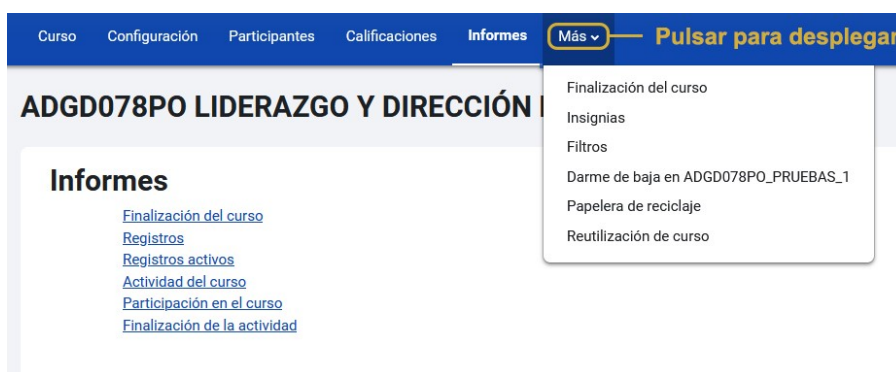 Curso Configuración Participantes Calificaciones Informes Más Pulsar para desplegar
ADGD078PO LIDERAZGO Y DIRECCIÓN
Finalización del curso
Insignias
Filtros
Darme de baja en ADGD078PO_PRUEBAS_1
Papelera de reciclaje
Reutilización de curso
Informes
Finalización del curso
Registros
Registros activos
Actividad del curso
Participación en el curso
Finalización de la actividad